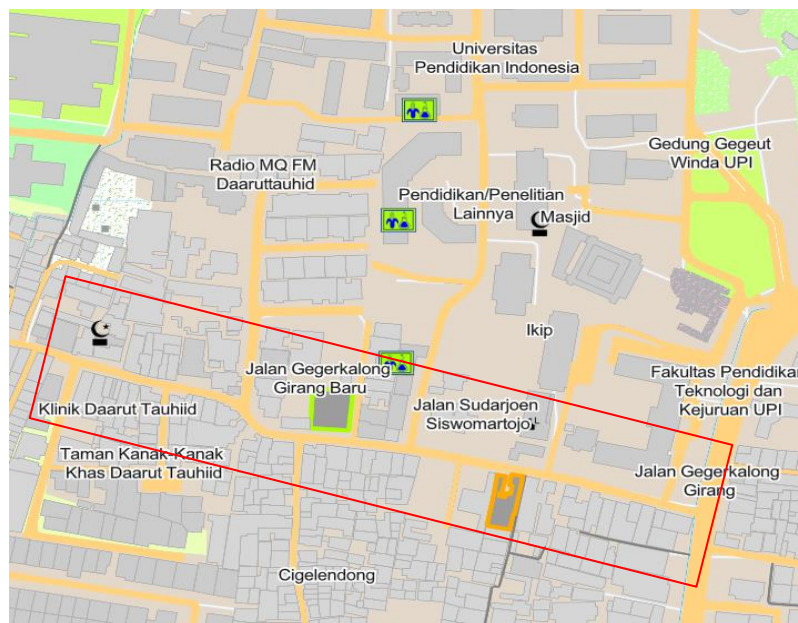 Universitas
Pendidikan Indonesia
Gedung Gegeut
Winda UPI
Radio MQ FM
Daaruttauhid
Pendidikan/Penelitian
Lainnya
Masjid
Ikip
Jalan Gegerkalong
Girang Baru
Fakultas Pendidika
Teknologi dan
Kejuruan UPI
Klinik Daarut Tauhiid
Jalan Sudarjoen
Siswomartojo
Taman Kanak-Kanak
Khas Daarut Tauhiid
Jalan Gegerkalong
Girang
Cigelendong